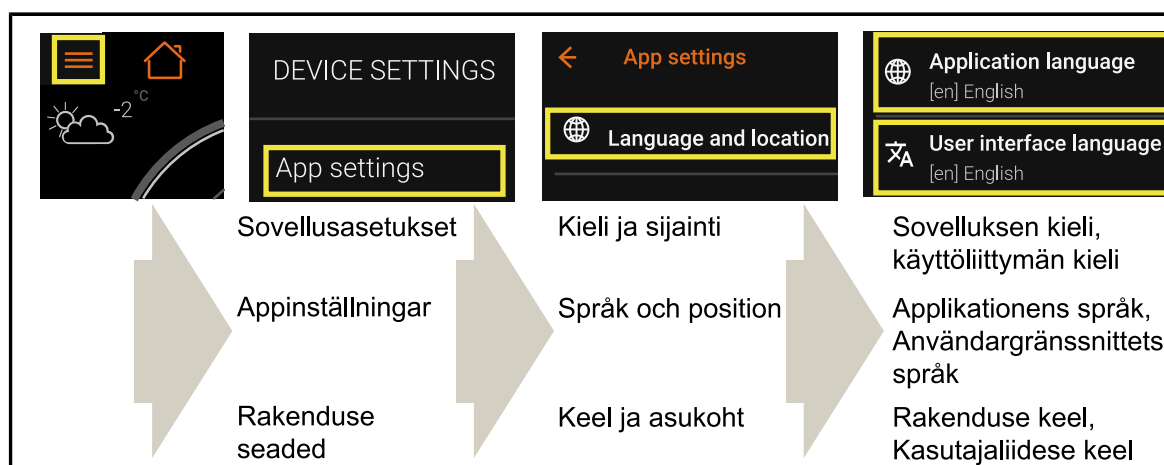 -2 °C
DEVICE SETTINGS
App settings
App settings
Language and location
Application language
[en] English
User interface language
[en] English
Sovellusasetukset
Kieli ja sijainti
Sovelluksen kieli,
käyttöliittymän kieli
Appinställningar
Språk och position
Applikationens språk,
Användargränssnittets
språk
Rakenduse
seaded
Keel ja asukoht
Rakenduse keel,
Kasutajaliidese keel